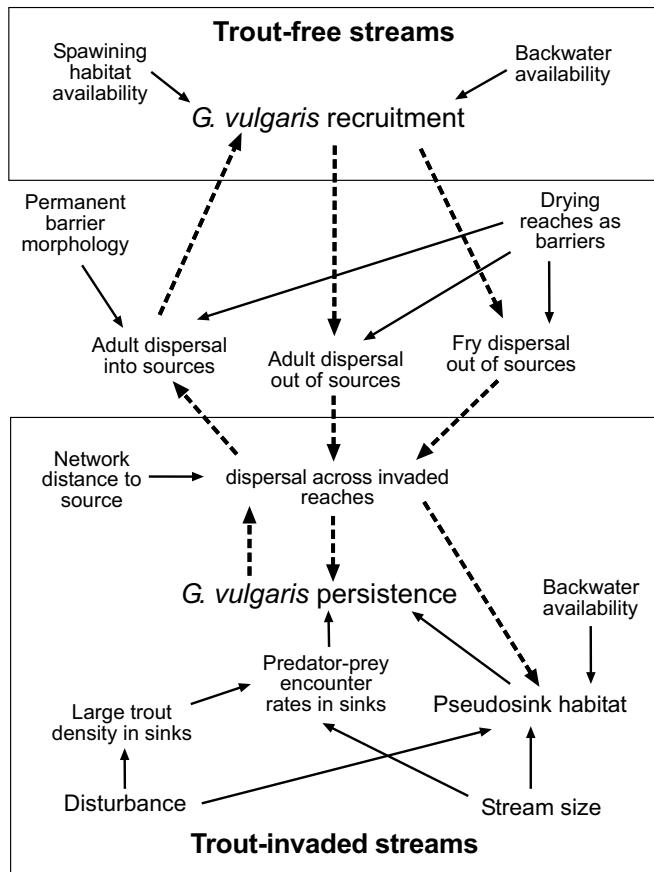 Trout-free streams
Spawining
habitat
availability
Backwater
availability
G. vulgaris recruitment
Permanent
barrier
morphology
Drying
reaches as
barriers
Adult dispersal
into sources
Adult dispersal
out of sources
Fry dispersal
out of sources
Network
distance to
source
dispersal across invaded
reaches
G. vulgaris persistence
Backwater
availability
Predator-prey
encounter
rates in sinks
Large trout
density in sinks
Pseudosink habitat
Disturbance
Stream size
Trout-invaded streams